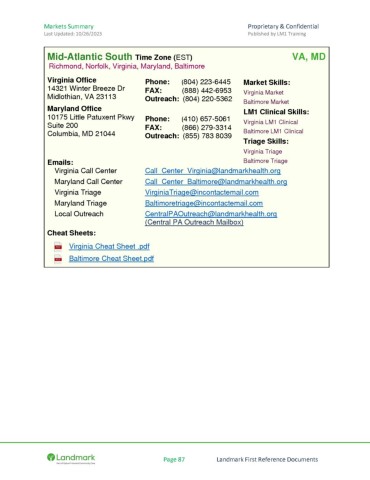 Markets Summary
Proprietary & Confidential
Last Updated: 10/30/2023
Published by LM1 Training
Mid-Atlantic South Time Zone (EST) VA, MD
Richmond, Norfolk, Virginia, Maryland, Baltimore
Virginia Office
14321 Winter Breeze Dr
Midlothian, VA 23113
Phone: (804) 223-6445
FAX: (888) 442-6953
Outreach: (804) 220-5362
Maryland Office
10175 Little Patuxent Pkwy
Suite 200
Columbia, MD 21044
Phone: (410) 657-5061
FAX: (866) 279-3314
Outreach: (855) 783 8039
Market Skills:
Virginia Market
Baltimore Market
LM1 Clinical Skills:
Virginia LM1 Clinical
Baltimore LM1 Clinical
Triage Skills:
Virginia Triage
Baltimore Triage
Emails:
Virginia Call Center Call_Center_Virginia@landmarkhealth.org
Maryland Call Center Call_Center_Baltimore@landmarkhealth.org
Virginia Triage VirginiaTriage@incontactemail.com
Maryland Triage Baltimoretriage@incontactemail.com
Local Outreach CentralPAOutreach@landmarkhealth.org
(Central PA Outreach Mailbox)
Cheat Sheets:
Virginia Cheat Sheet .pdf
Baltimore Cheat Sheet.pdf
Landmark
Page 87
Landmark First Reference Documents